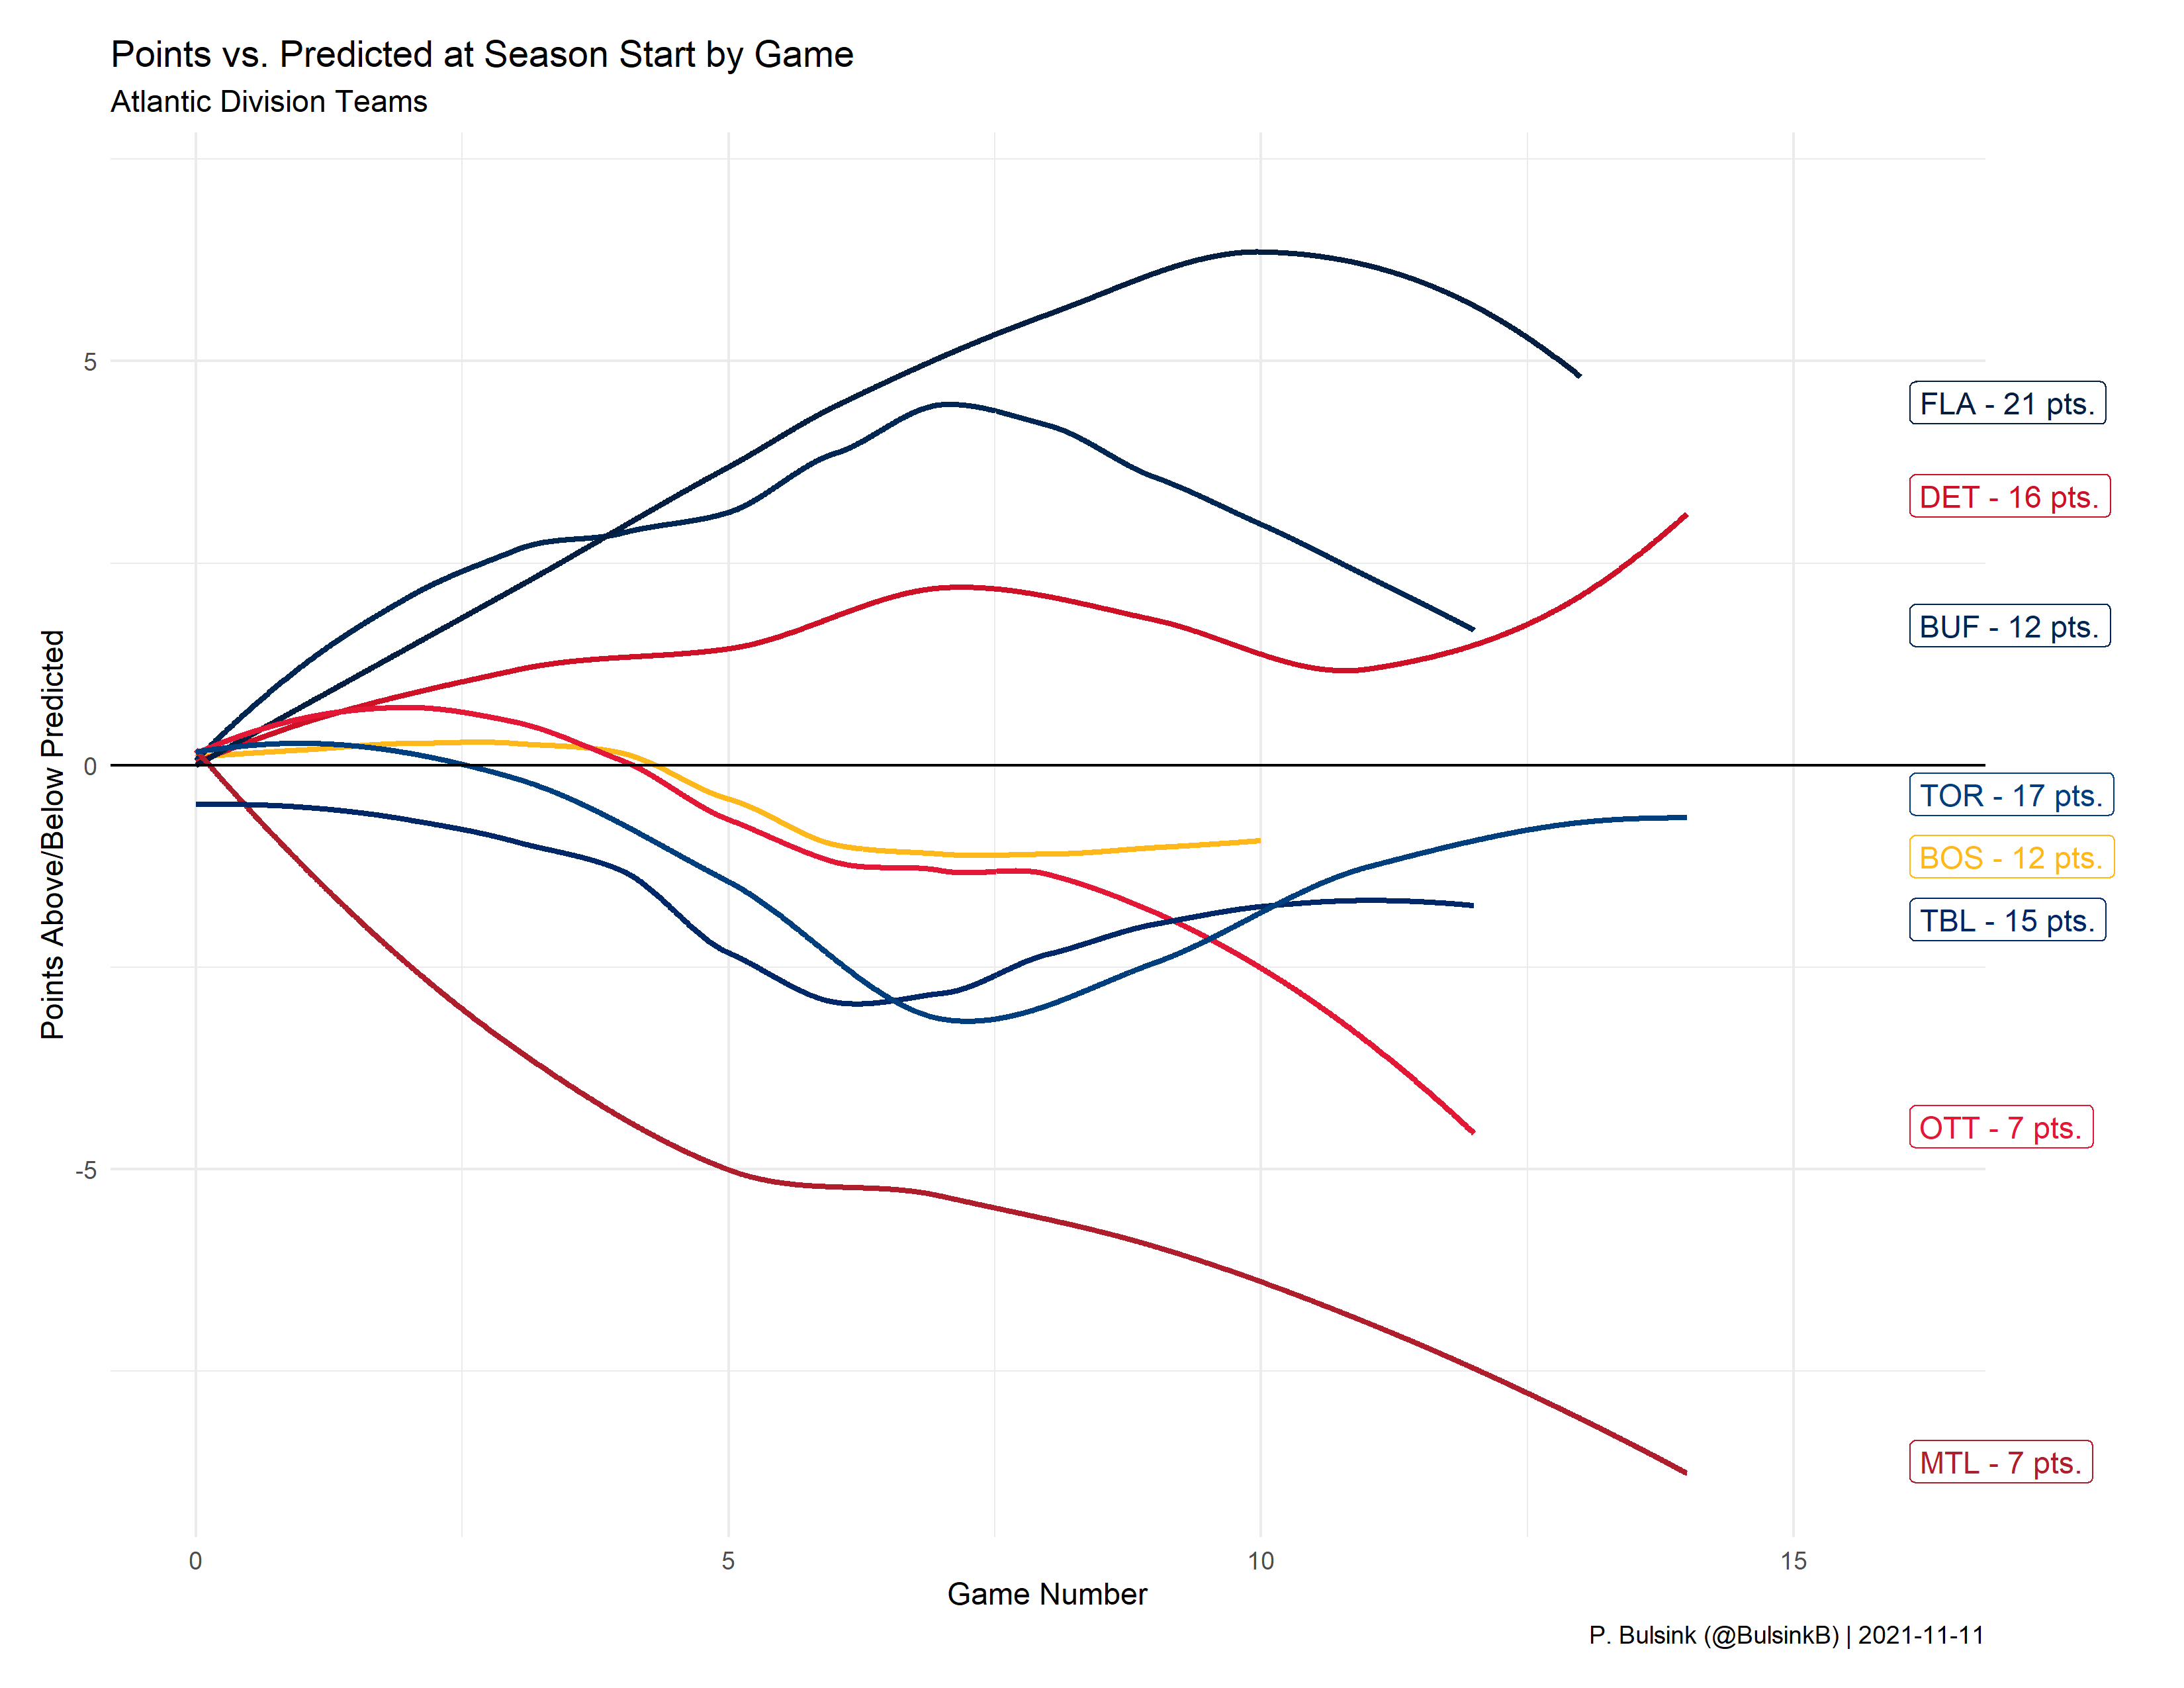 Points vs. Predicted at Season Start by Game
Atlantic Division Teams
Points Above/Below Predicted
5
0
-5
FLA - 21 pts.
DET - 16 pts.
BUF - 12 pts.
TOR - 17 pts.
BOS - 12 pts.
TBL - 15 pts.
OTT - 7 pts.
MTL - 7 pts.
0 5 10 15
Game Number
P. Bulsink (@BulsinkB) | 2021-11-11